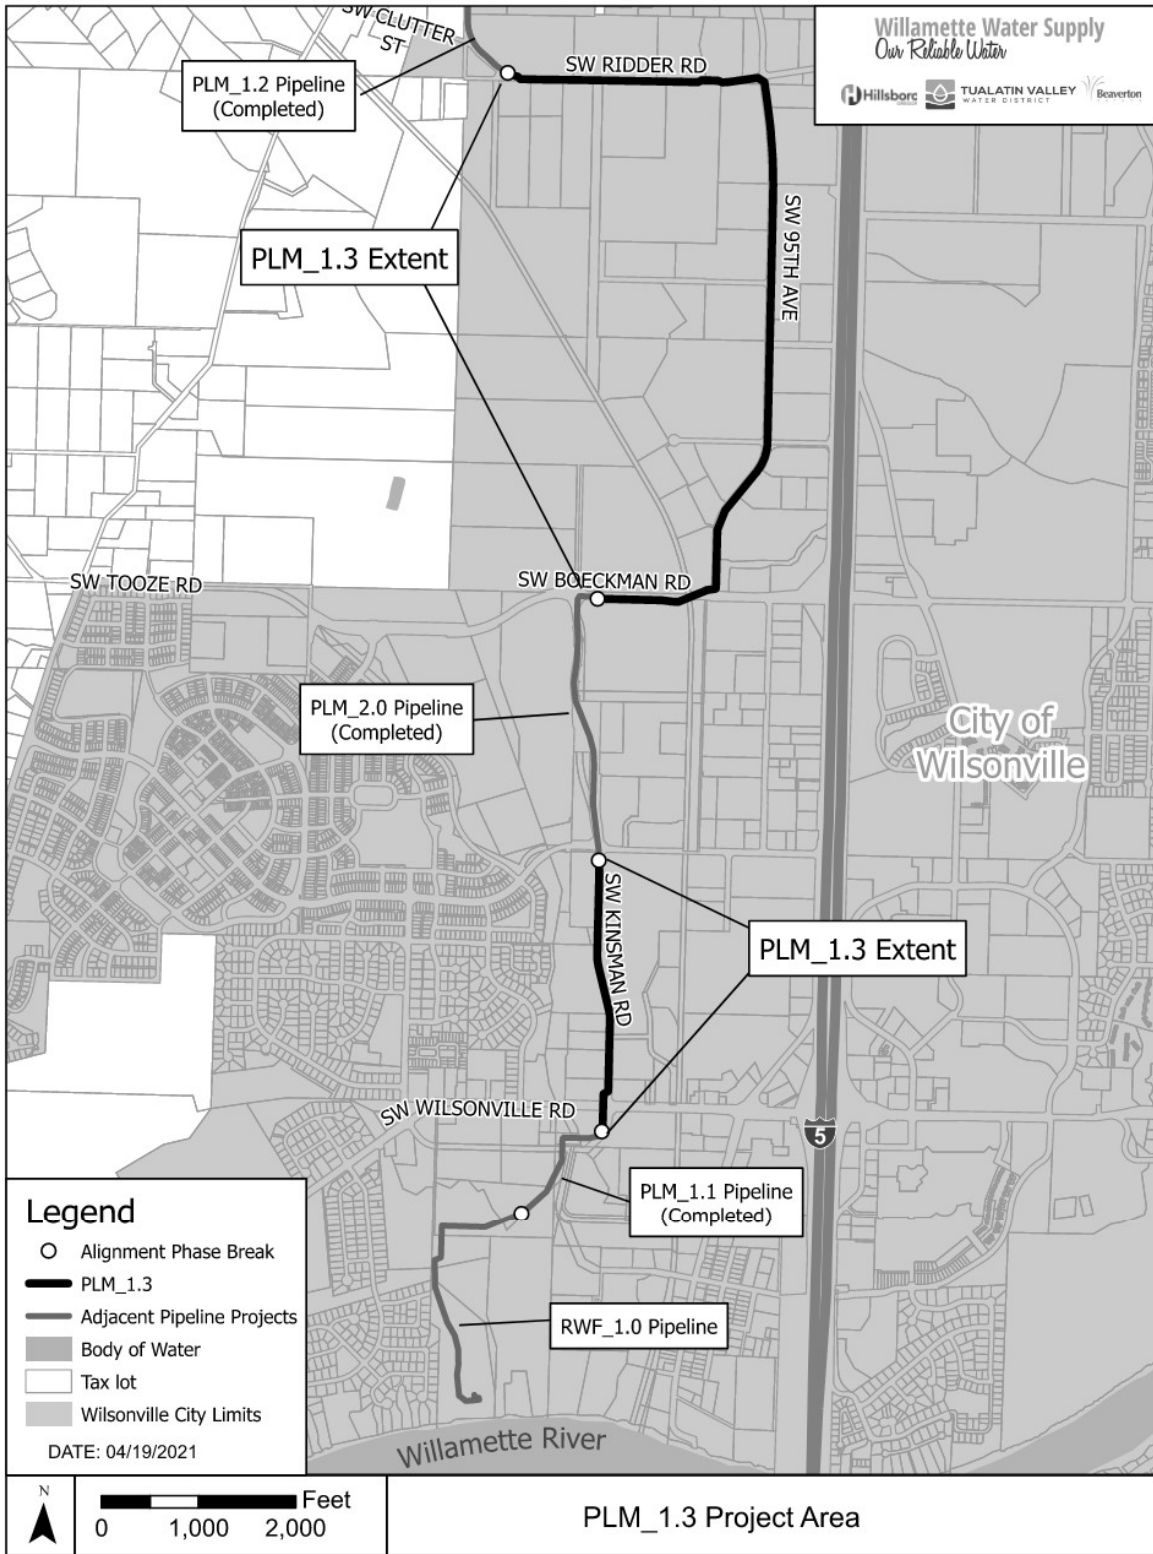 SW CLUTTER
ST
PLM_1.2 Pipeline
(Completed)
SW RIDDER RD
Willamette Water Supply
Our Reliable Water
Hillsboro
OREGON
TUALATIN VALLEY
WATER DISTRICT
Beaverton
PLM_1.3 Extent
SW 95TH AVE
SW TOOZE RD
SW BOECKMAN RD
PLM_2.0 Pipeline
(Completed)
City of
Wilsonville
SW KINSMAN RD
PLM_1.3 Extent
SW WILSONVILLE RD
5
PLM_1.1 Pipeline
(Completed)
RWF_1.0 Pipeline
Willamette River
Legend
Alignment Phase Break
PLM_1.3
Adjacent Pipeline Projects
Body of Water
Tax lot
Wilsonville City Limits
DATE: 04/19/2021
N
Feet
0 1,000 2,000
PLM_1.3 Project Area